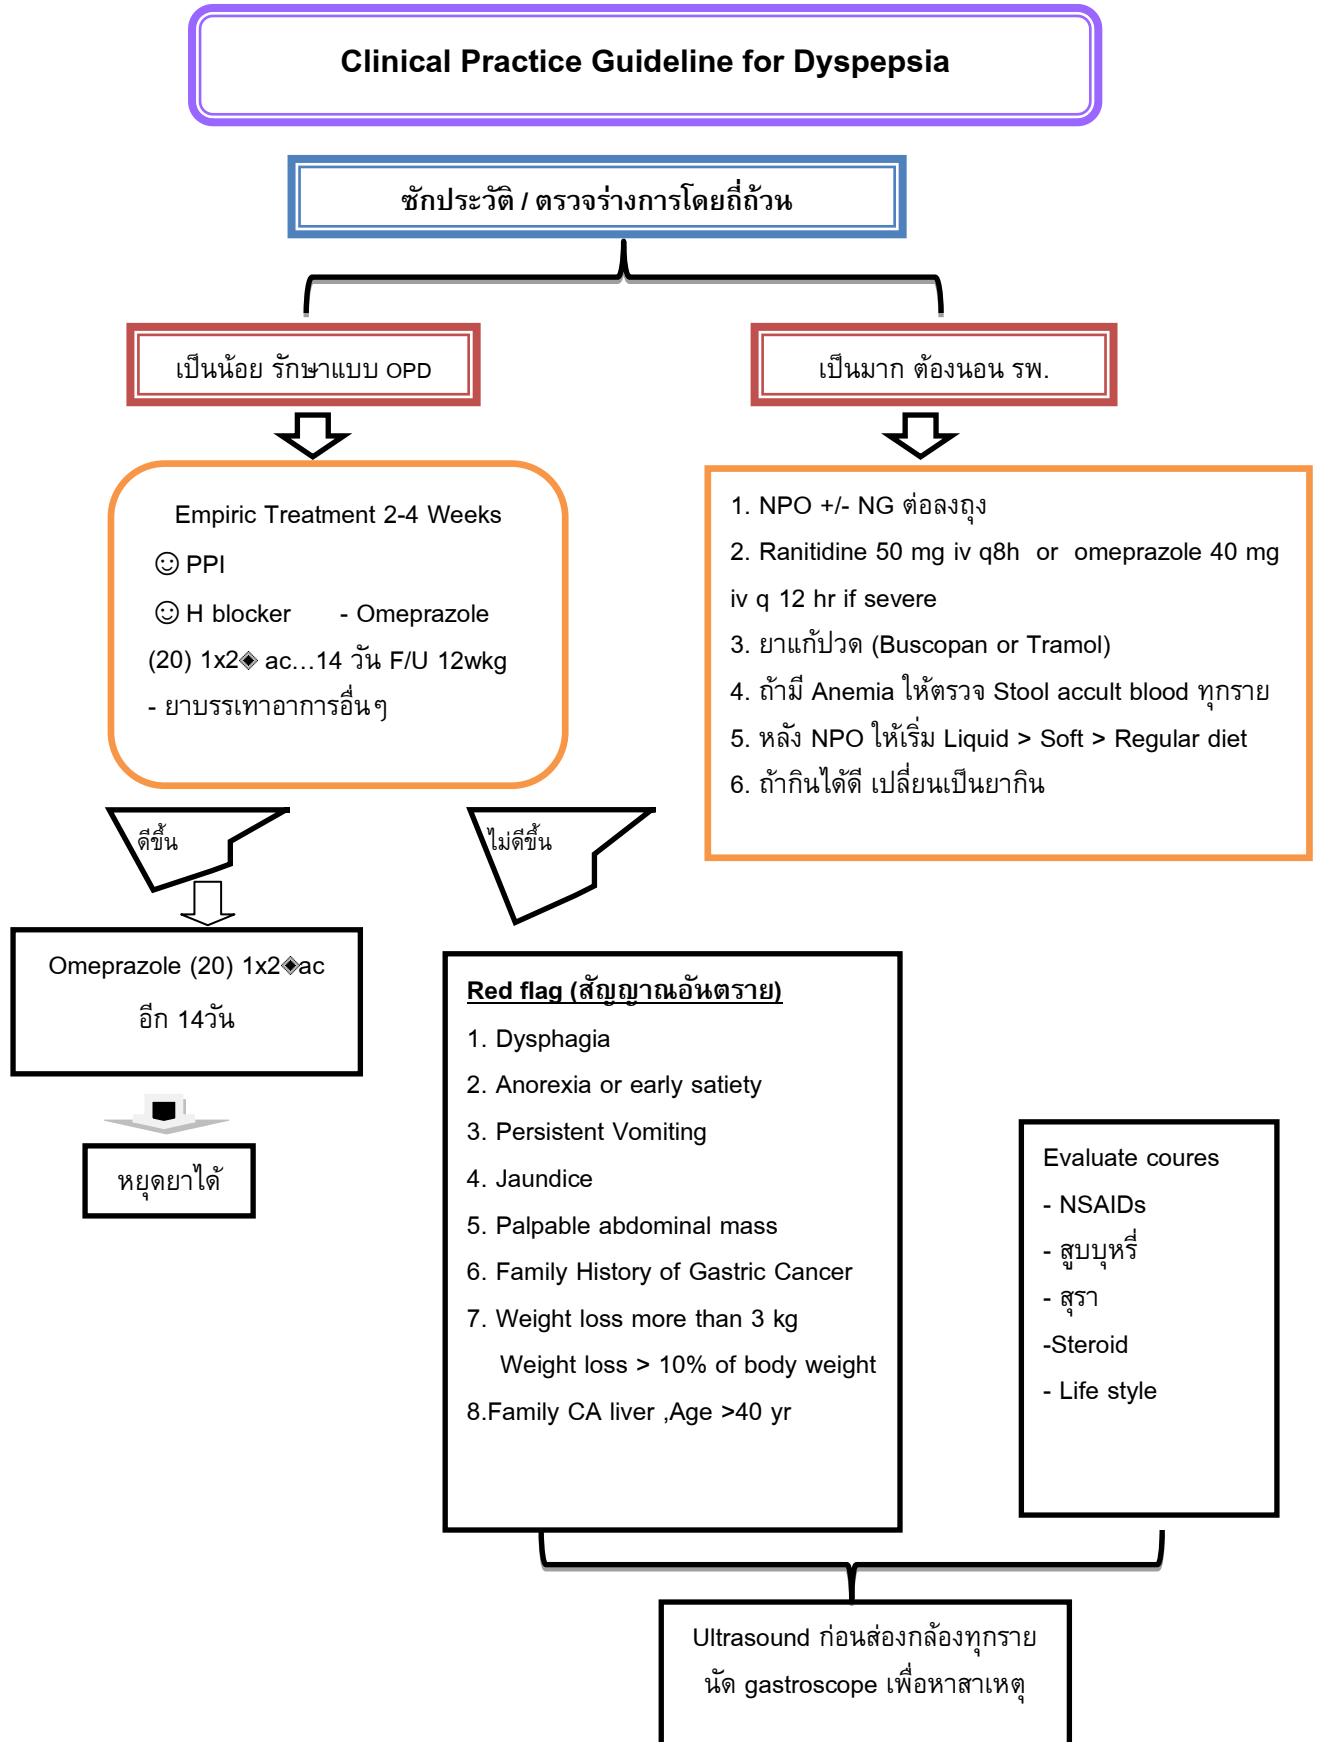 Clinical Practice Guideline for Dyspepsia
ซักประวัติ / ตรวจร่างการโดยถี่ถ้วน
เป็นน้อย รักษาแบบ OPD
เป็นมาก ต้องนอน รพ.
Empiric Treatment 2-4 Weeks
☺ PPI
☺ H blocker - Omeprazole
(20) 1x2◈ ac…14 วัน F/U 12wkg
- ยาบรรเทาอาการอื่นๆ
1. NPO +/- NG ต่อลงถุง
2. Ranitidine 50 mg iv q8h or omeprazole 40 mg
iv q 12 hr if severe
3. ยาแก้ปวด (Buscopan or Tramol)
4. ถ้ามี Anemia ให้ตรวจ Stool accult blood ทุกราย
5. หลัง NPO ให้เริ่ม Liquid > Soft > Regular diet
6. ถ้ากินได้ดี เปลี่ยนเป็นยากิน
ดีขึ้น
ไม่ดีขึ้น
Omeprazole (20) 1x2◈ac
อีก 14วัน
หยุดยาได้
Red flag (สัญญาณอันตราย)
1. Dysphagia
2. Anorexia or early satiety
3. Persistent Vomiting
4. Jaundice
5. Palpable abdominal mass
6. Family History of Gastric Cancer
7. Weight loss more than 3 kg
Weight loss > 10% of body weight
8.Family CA liver ,Age >40 yr
Evaluate coures
- NSAIDs
- สูบบุหรี่
- สุรา
-Steroid
- Life style
Ultrasound ก่อนส่องกล้องทุกราย
นัด gastroscope เพื่อหาสาเหตุ